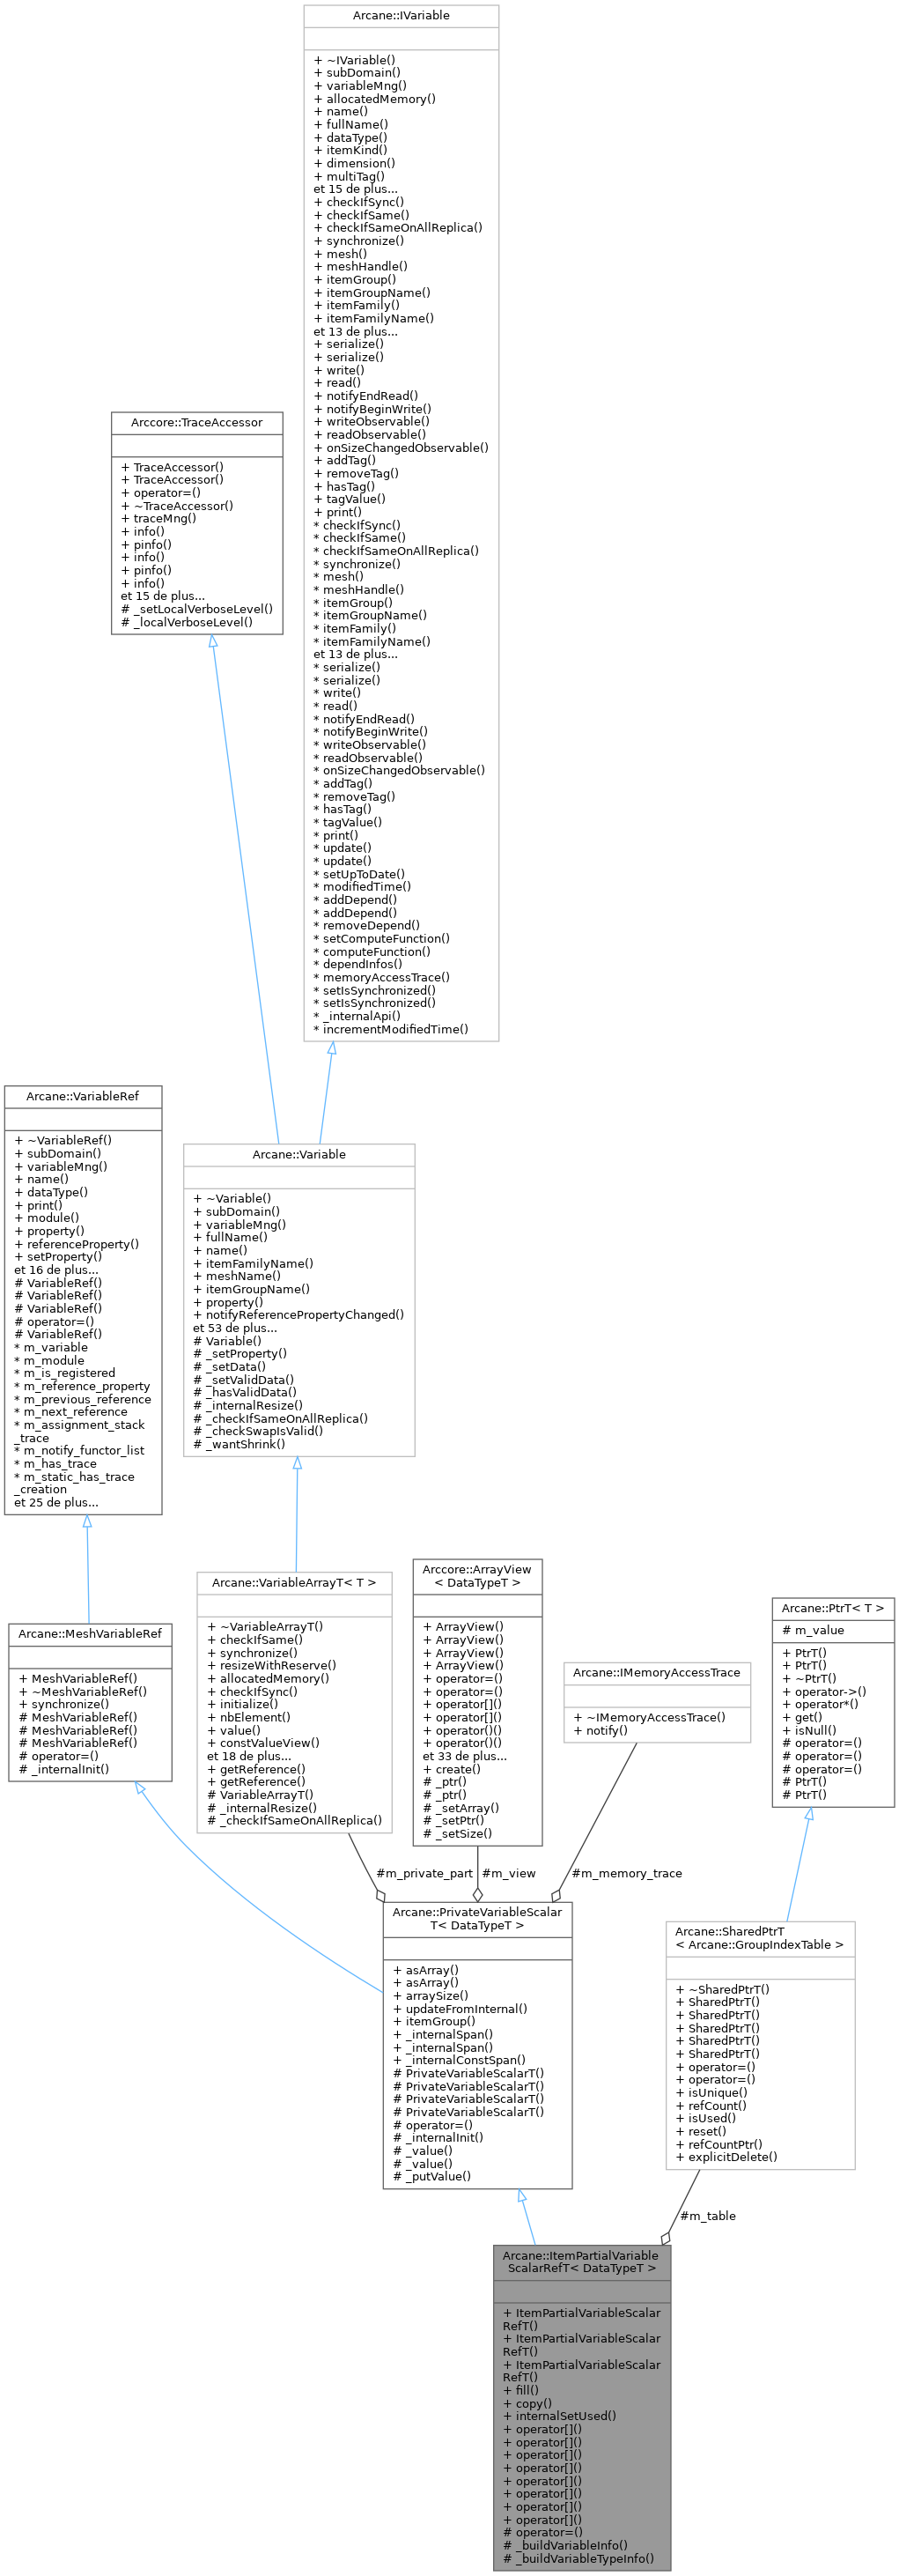 Arcane::IVariable
+ ~IVariable()
+ subDomain()
+ variableMng()
+ allocatedMemory()
+ name()
+ fullName()
+ dataType()
+ itemKind()
+ dimension()
+ multiTag()
et 15 de plus...
+ checkIfSync()
+ checkIfSame()
+ checkIfSameOnAllReplica()
+ synchronize()
+ mesh()
+ meshHandle()
+ itemGroup()
+ itemGroupName()
+ itemFamily()
+ itemFamilyName()
et 13 de plus...
+ serialize()
+ serialize()
+ write()
+ read()
+ notifyEndRead()
+ notifyBeginWrite()
+ writeObservable()
+ readObservable()
+ onSizeChangedObservable()
+ addTag()
+ removeTag()
+ hasTag()
+ tagValue()
+ print()
* checkIfSync()
* checkIfSame()
* checkIfSameOnAllReplica()
* synchronize()
* mesh()
* meshHandle()
* itemGroup()
* itemGroupName()
* itemFamily()
* itemFamilyName()
et 13 de plus...
* serialize()
* serialize()
* write()
* read()
* notifyEndRead()
* notifyBeginWrite()
* writeObservable()
* readObservable()
* onSizeChangedObservable()
* addTag()
* removeTag()
* hasTag()
* tagValue()
* print()
* update()
* update()
* setUpToDate()
* modifiedTime()
* addDepend()
* addDepend()
* removeDepend()
* setComputeFunction()
* computeFunction()
* dependInfos()
* memoryAccessTrace()
* setIsSynchronized()
* setIsSynchronized()
* _internalApi()
* incrementModifiedTime()
Arccore::TraceAccessor
+ TraceAccessor()
+ TraceAccessor()
+ operator=()
+ ~TraceAccessor()
+ traceMng()
+ info()
+ pinfo()
+ info()
+ pinfo()
+ info()
et 15 de plus...
# _setLocalVerboseLevel()
# _localVerboseLevel()
Arcane::VariableRef
+ ~VariableRef()
+ subDomain()
+ variableMng()
+ name()
+ dataType()
+ print()
+ module()
+ property()
+ referenceProperty()
+ setProperty()
et 16 de plus...
# VariableRef()
# VariableRef()
# VariableRef()
# operator=()
# VariableRef()
* m_variable
* m_module
* m_is_registered
* m_reference_property
* m_previous_reference
* m_next_reference
* m_assignment_stack
_trace
* m_notify_functor_list
* m_has_trace
* m_static_has_trace
_creation
et 25 de plus...
Arcane::Variable
+ ~Variable()
+ subDomain()
+ variableMng()
+ fullName()
+ name()
+ itemFamilyName()
+ meshName()
+ itemGroupName()
+ property()
+ notifyReferencePropertyChanged()
et 53 de plus...
# Variable()
# _setProperty()
# _setData()
# _setValidData()
# _hasValidData()
# _internalResize()
# _checkIfSameOnAllReplica()
# _checkSwapIsValid()
# _wantShrink()
Arcane::MeshVariableRef
+ MeshVariableRef()
+ ~MeshVariableRef()
+ synchronize()
# MeshVariableRef()
# MeshVariableRef()
# MeshVariableRef()
# operator=()
# _internalInit()
Arcane::VariableArrayT< T >
+ ~VariableArrayT()
+ checkIfSame()
+ synchronize()
+ resizeWithReserve()
+ allocatedMemory()
+ checkIfSync()
+ initialize()
+ nbElement()
+ value()
+ constValueView()
et 18 de plus...
+ getReference()
+ getReference()
# VariableArrayT()
# _internalResize()
# _checkIfSameOnAllReplica()
Arccore::ArrayView
< DataTypeT >
+ ArrayView()
+ ArrayView()
+ ArrayView()
+ ArrayView()
+ operator=()
+ operator=()
+ operator[]()
+ operator[]()
+ operator()()
+ operator()()
et 33 de plus...
+ create()
# _ptr()
# _ptr()
# _setArray()
# _setPtr()
# _setSize()
Arcane::IMemoryAccessTrace
+ ~IMemoryAccessTrace()
+ notify()
Arcane::PtrT< T >
# m_value
+ PtrT()
+ PtrT()
+ ~PtrT()
+ operator->()
+ operator*()
+ get()
+ isNull()
# operator=()
# operator=()
# operator=()
# PtrT()
# PtrT()
#m_private_part
#m_view
#m_memory_trace
Arcane::PrivateVariableScalar
T< DataTypeT >
+ asArray()
+ asArray()
+ arraySize()
+ updateFromInternal()
+ itemGroup()
+ _internalSpan()
+ _internalSpan()
+ _internalConstSpan()
# PrivateVariableScalarT()
# PrivateVariableScalarT()
# PrivateVariableScalarT()
# PrivateVariableScalarT()
# operator=()
# _internalInit()
# _value()
# _value()
# _putValue()
Arcane::SharedPtrT
< Arcane::GroupIndexTable >
+ ~SharedPtrT()
+ SharedPtrT()
+ SharedPtrT()
+ SharedPtrT()
+ SharedPtrT()
+ SharedPtrT()
+ operator=()
+ operator=()
+ isUnique()
+ refCount()
+ isUsed()
+ reset()
+ refCountPtr()
+ explicitDelete()
#m_table
Arcane::ItemPartialVariable
ScalarRefT< DataTypeT >
+ ItemPartialVariableScalar
RefT()
+ ItemPartialVariableScalar
RefT()
+ ItemPartialVariableScalar
RefT()
+ fill()
+ copy()
+ internalSetUsed()
+ operator[]()
+ operator[]()
+ operator[]()
+ operator[]()
+ operator[]()
+ operator[]()
+ operator[]()
+ operator[]()
# operator=()
# _buildVariableInfo()
# _buildVariableTypeInfo()